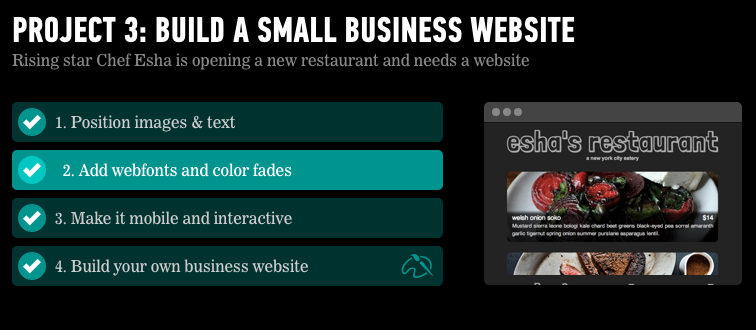 PROJECT 3: BUILD A SMALL BUSINESS WEBSITE
Rising star Chef Esha is opening a new restaurant and needs a website
1. Position images & text
2. Add webfonts and color fades
3. Make it mobile and interactive
4. Build your own business website
esha's restaurant
a new york city eatery
welsh onion soko $14
Mustard sierra leone bologi kale chard beet greens black-eyed pea sorrel amaranth
garlic tigernut spring onion summer purslane asparagus lentil.